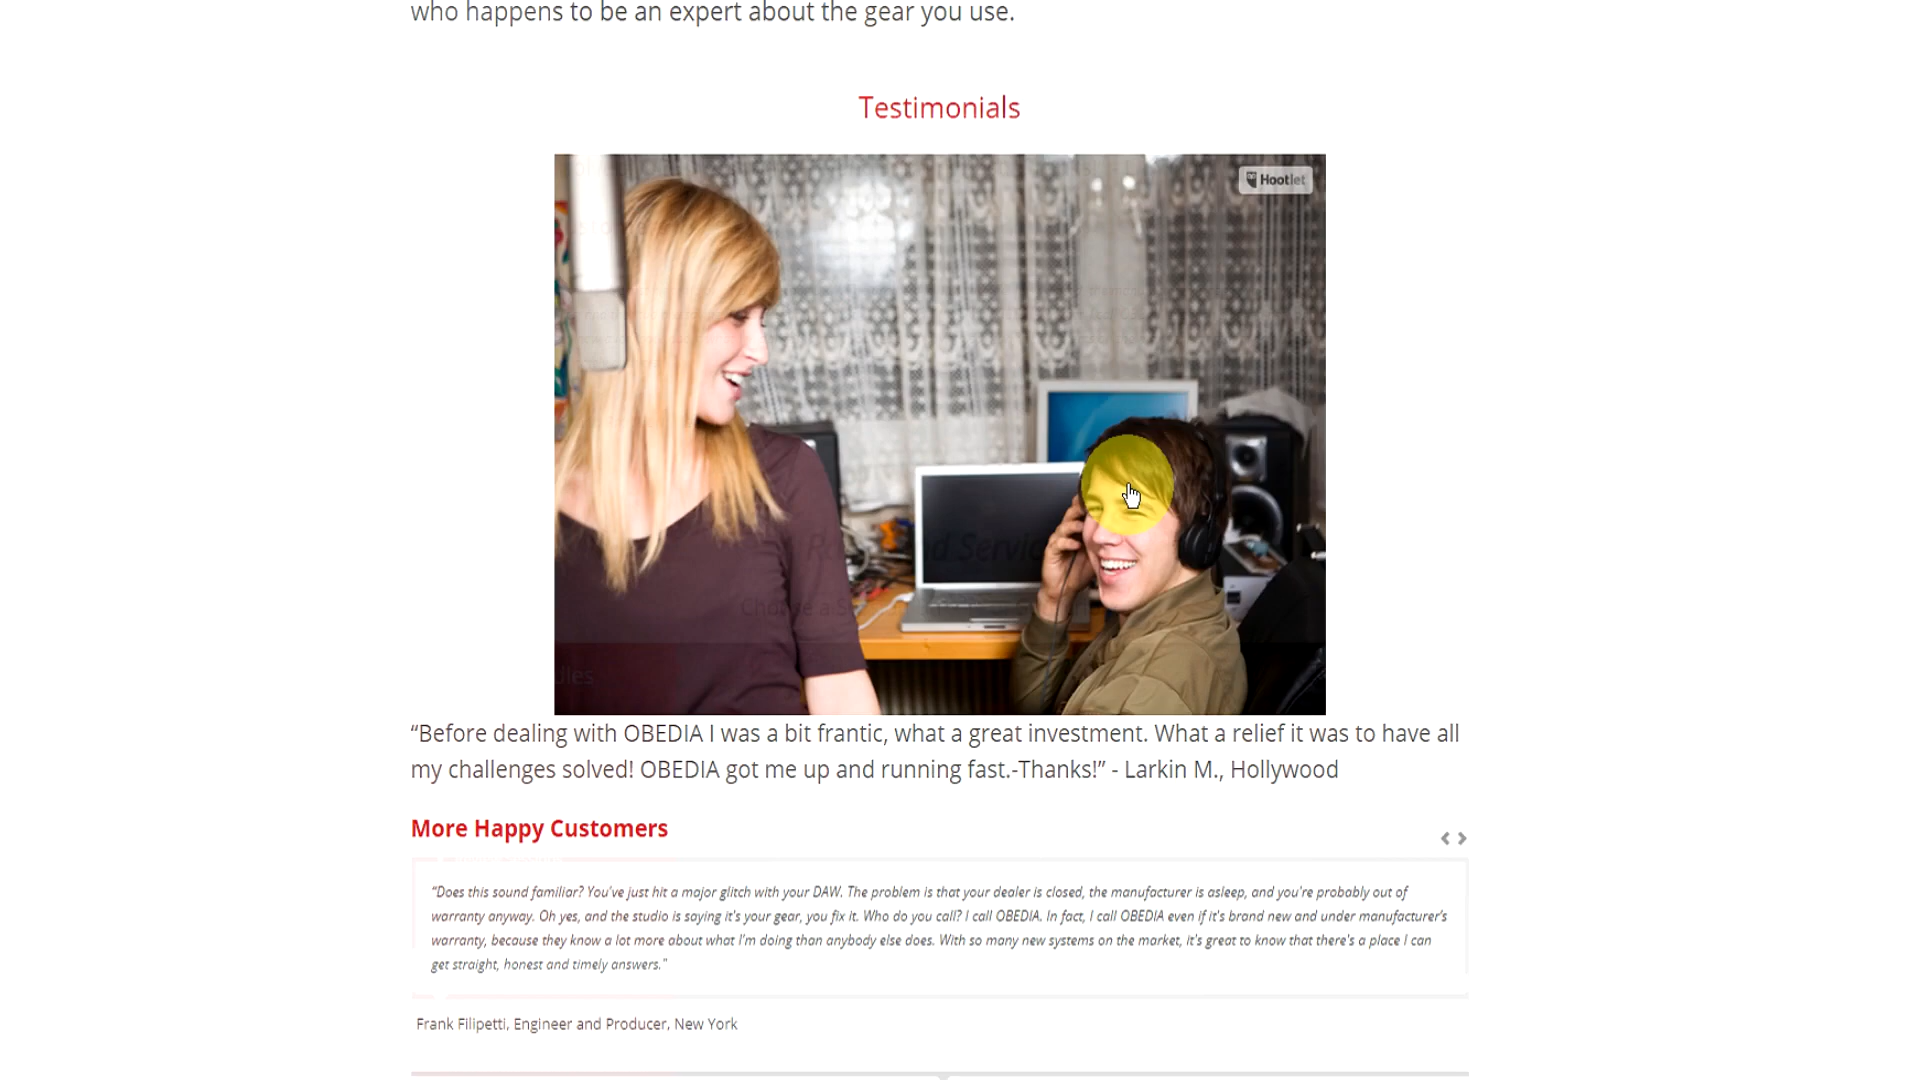 who happens to be an expert about the gear you use.
Testimonials
Hootlet
“Before dealing with OBEDIA I was a bit frantic, what a great investment. What a relief it was to have all
my challenges solved! OBEDIA got me up and running fast.-Thanks!” - Larkin M., Hollywood
More Happy Customers
“Does this sound familiar? You've just hit a major glitch with your DAW. The problem is that your dealer is closed, the manufacturer is asleep, and you're probably out of
warranty anyway. Oh yes, and the studio is saying it's your gear, you fix it. Who do you call? I call OBEDIA. In fact, I call OBEDIA even if it's brand new and under manufacturer's
warranty, because they know a lot more about what I'm doing than anybody else does. With so many new systems on the market, it's great to know that there's a place I can
get straight, honest and timely answers.”
Frank Filipetti, Engineer and Producer, New York